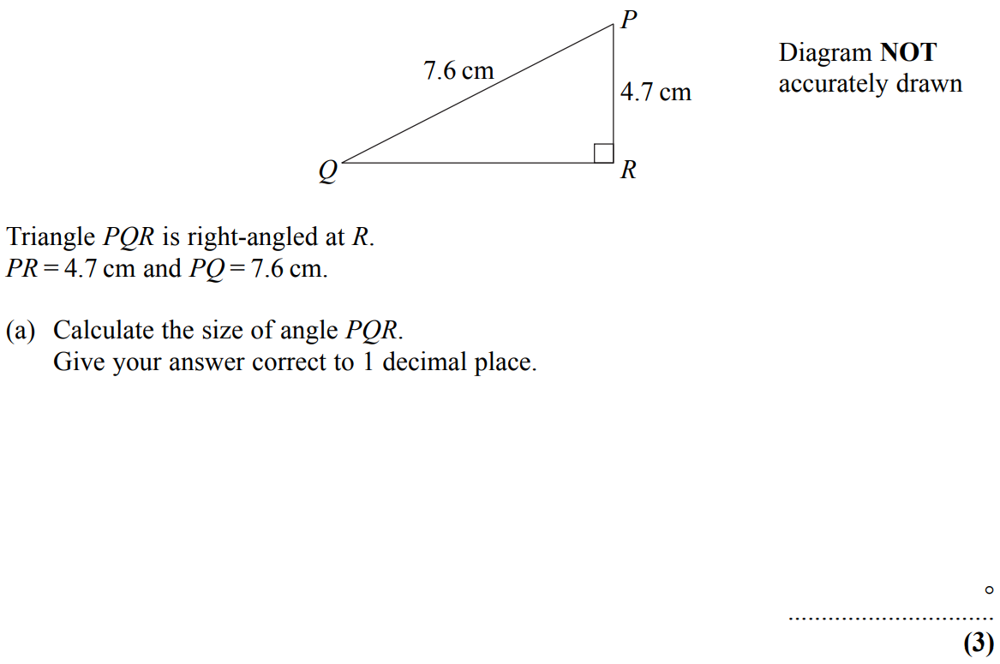 P
Diagram NOT
7.6 cm
accurately drawn
4.7 cm
Q
R
Triangle PQR is right-angled at R.
PR = 4.7 cm and PQ = 7.6 cm.
(a) Calculate the size of angle PQR.
Give your answer correct to 1 decimal place.
°
...............................
(3)